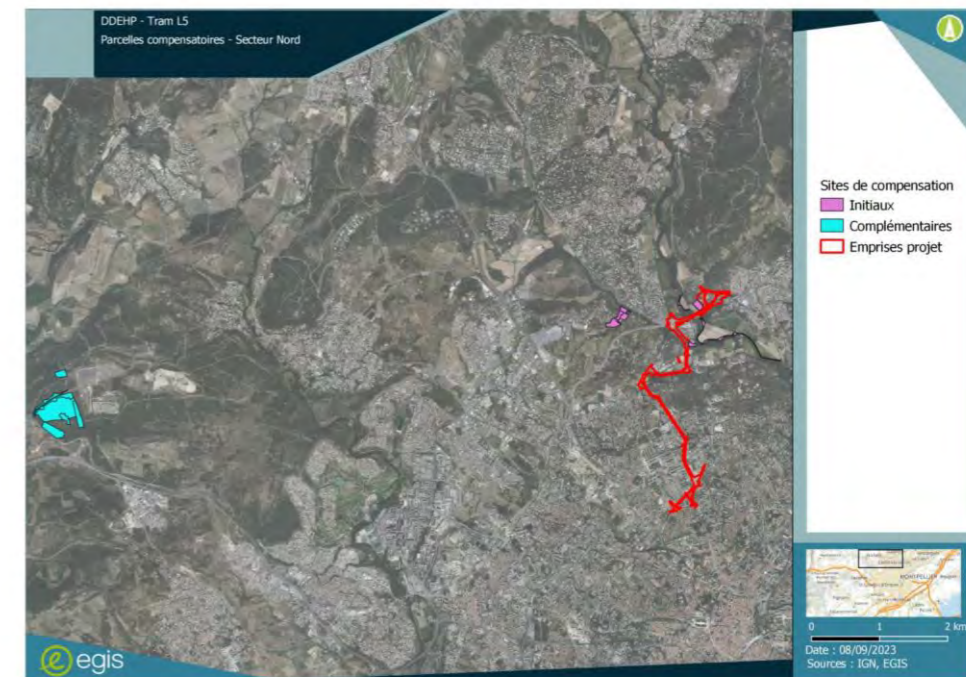 DDEHP - Tram L5
Parcelles compensatoires - Secteur Nord
Sites de compensation
Initiaux
Complémentaires
Emprises projet
MONTPELLIER
0 1 2 km
Date : 08/09/2023
Sources : IGN, EGIS
egis